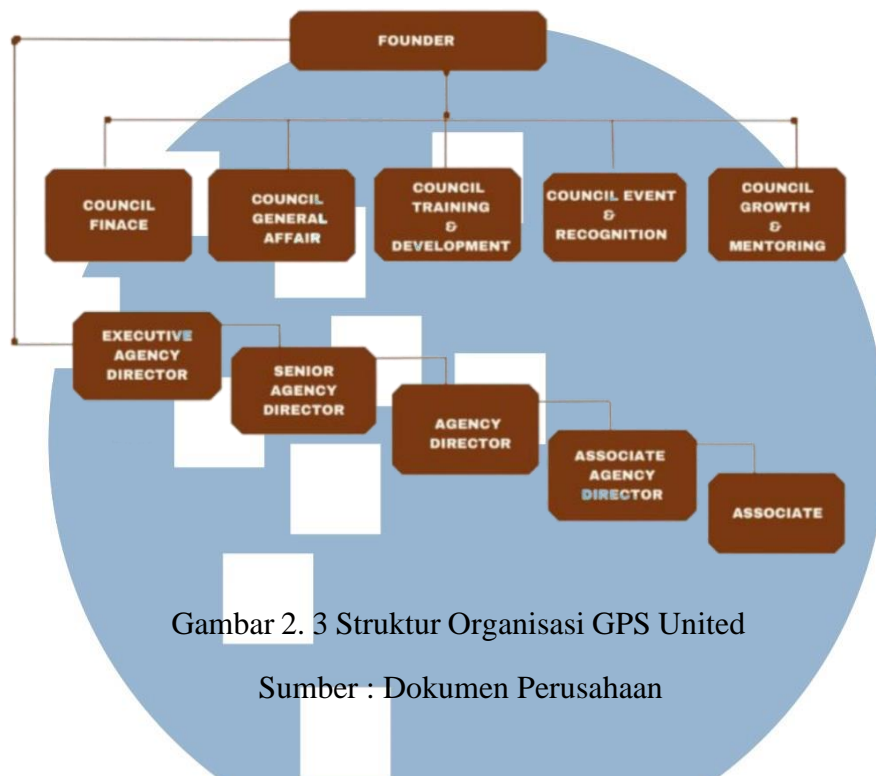 FOUNDER
COUNCIL
FINACE
COUNCIL
GENERAL
AFFAIR
COUNCIL
TRAINING
&
DEVELOPMENT
COUNCIL EVENT
&
RECOGNITION
COUNCIL
GROWTH
&
MENTORING
EXECUTIVE
AGENCY
DIRECTOR
SENIOR
AGENCY
DIRECTOR
AGENCY
DIRECTOR
ASSOCIATE
AGENCY
DIRECTOR
ASSOCIATE
Gambar 2. 3 Struktur Organisasi GPS United
Sumber : Dokumen Perusahaan